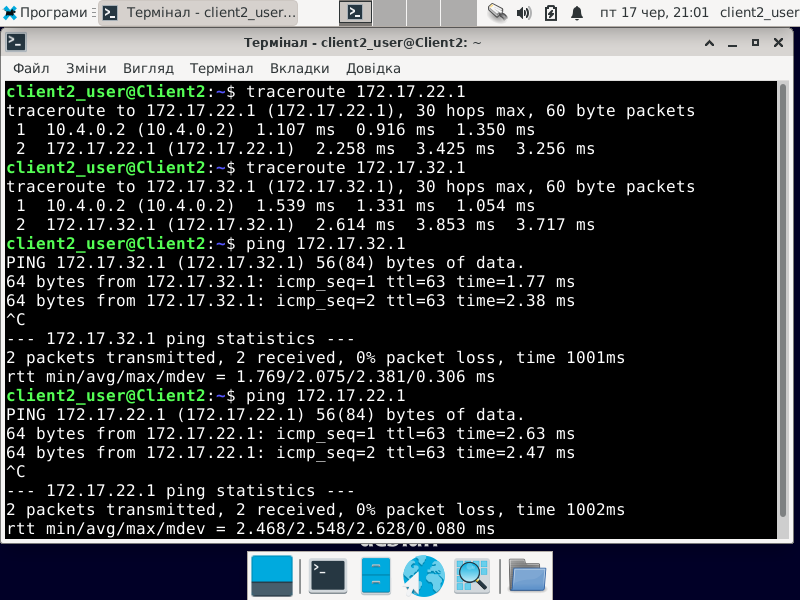 Програми
Термінал - client2_user...
пт 17 чер, 21:01
client2_user
Термінал - client2_user@Client2: ~
Файл Зміни Вигляд Термінал Вкладки Довідка
client2_user@Client2:~$ traceroute 172.17.22.1
traceroute to 172.17.22.1 (172.17.22.1), 30 hops max, 60 byte packets
1  10.4.0.2 (10.4.0.2)  1.107 ms  0.916 ms  1.350 ms
2  172.17.22.1 (172.17.22.1)  2.258 ms  3.425 ms  3.256 ms
client2_user@Client2:~$ traceroute 172.17.32.1
traceroute to 172.17.32.1 (172.17.32.1), 30 hops max, 60 byte packets
1  10.4.0.2 (10.4.0.2)  1.539 ms  1.331 ms  1.054 ms
2  172.17.32.1 (172.17.32.1)  2.614 ms  3.853 ms  3.717 ms
client2_user@Client2:~$ ping 172.17.32.1
PING 172.17.32.1 (172.17.32.1) 56(84) bytes of data.
64 bytes from 172.17.32.1: icmp_seq=1 ttl=63 time=1.77 ms
64 bytes from 172.17.32.1: icmp_seq=2 ttl=63 time=2.38 ms
^C
--- 172.17.32.1 ping statistics ---
2 packets transmitted, 2 received, 0% packet loss, time 1001ms
rtt min/avg/max/mdev = 1.769/2.075/2.381/0.306 ms
client2_user@Client2:~$ ping 172.17.22.1
PING 172.17.22.1 (172.17.22.1) 56(84) bytes of data.
64 bytes from 172.17.22.1: icmp_seq=1 ttl=63 time=2.63 ms
64 bytes from 172.17.22.1: icmp_seq=2 ttl=63 time=2.47 ms
^C
--- 172.17.22.1 ping statistics ---
2 packets transmitted, 2 received, 0% packet loss, time 1002ms
rtt min/avg/max/mdev = 2.468/2.548/2.628/0.080 ms